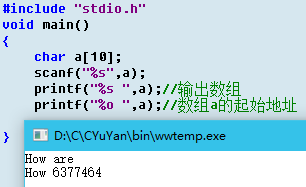 #include "stdio.h"
void main()
{
char a[10];
scanf("%s",a);
printf("%s ",a);//输出数组
printf("%o ",a);//数组a的起始地址
}
D:\C\CYuYan\bin\wwtemp.exe
How are
How 6377464